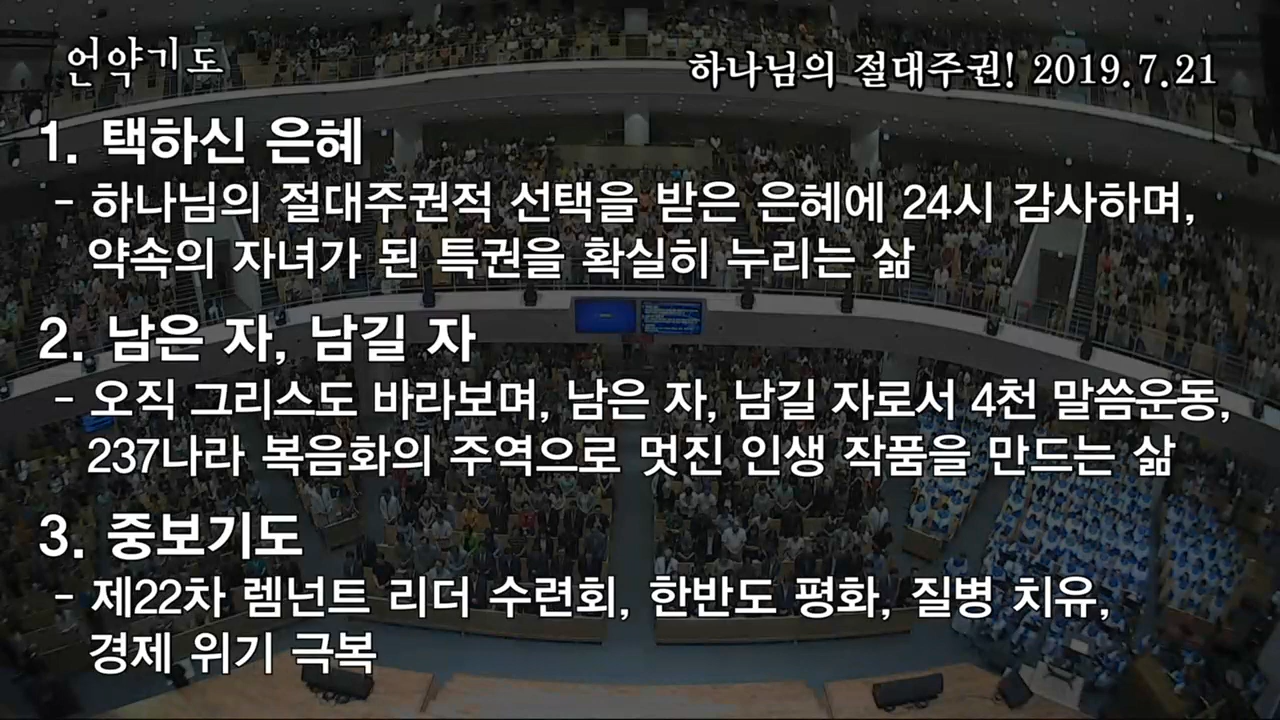 언약기도
하나님의 절대주권! 2019.7.21
1. 택하신 은혜
- 하나님의 절대주권적 선택을 받은 은혜에 24시 감사하며,
약속의 자녀가 된 특권을 확실히 누리는 삶
2. 남은 자, 남길 자
- 오직 그리스도 바라보며, 남은 자, 남길 자로서 4천 말씀운동,
237나라 복음화의 주역으로 멋진 인생 작품을 만드는 삶
3. 중보기도
- 제22차 렘넌트 리더 수련회, 한반도 평화, 질병 치유,
경제 위기 극복